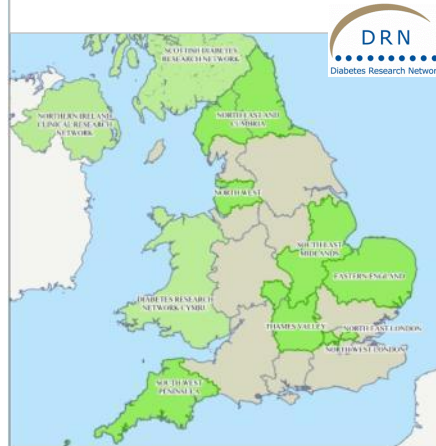 DRN
Diabetes Research Network
SCOTTISH DIABETES
RESEARCH NETWORK
NORTHERN IRELAND
CLINICAL RESEARCH
NETWORK
NORTH EAST AND
CUMBRIA
NORTH WEST
SOUTH EAST
MIDLANDS
EASTERN ENGLAND
DIABETES RESEARCH
NETWORK CYMRU
THAMES VALLEY
NORTH EAST LONDON
NORTH WEST LONDON
SOUTH WEST
PENINSULA